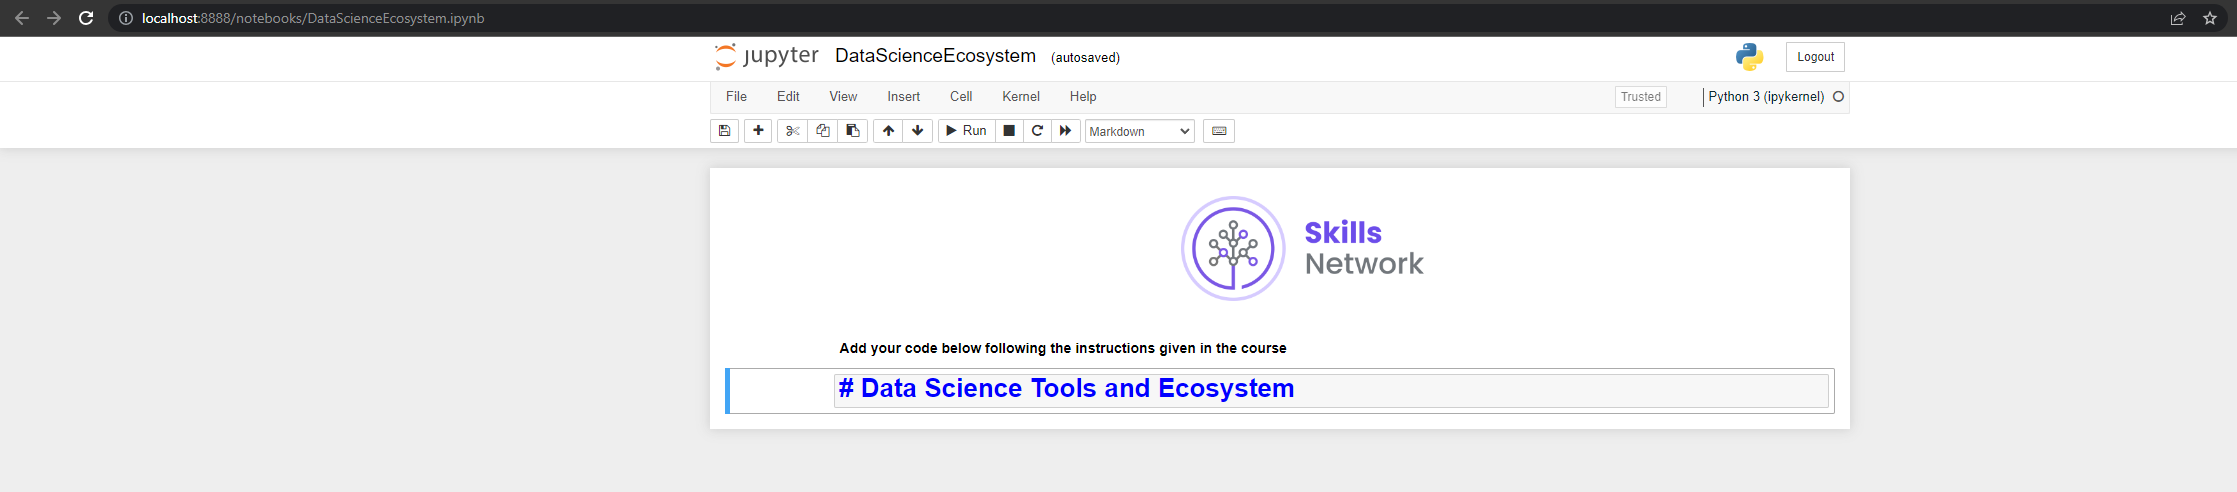 localhost:8888/notebooks/DataScienceEcosystem.ipynb
jupyter DataScienceEcosystem (autosaved) Logout
File Edit View Insert Cell Kernel Help Trusted Python 3 (ipykernel)
Run Markdown
Skills
Network
Add your code below following the instructions given in the course
# Data Science Tools and Ecosystem